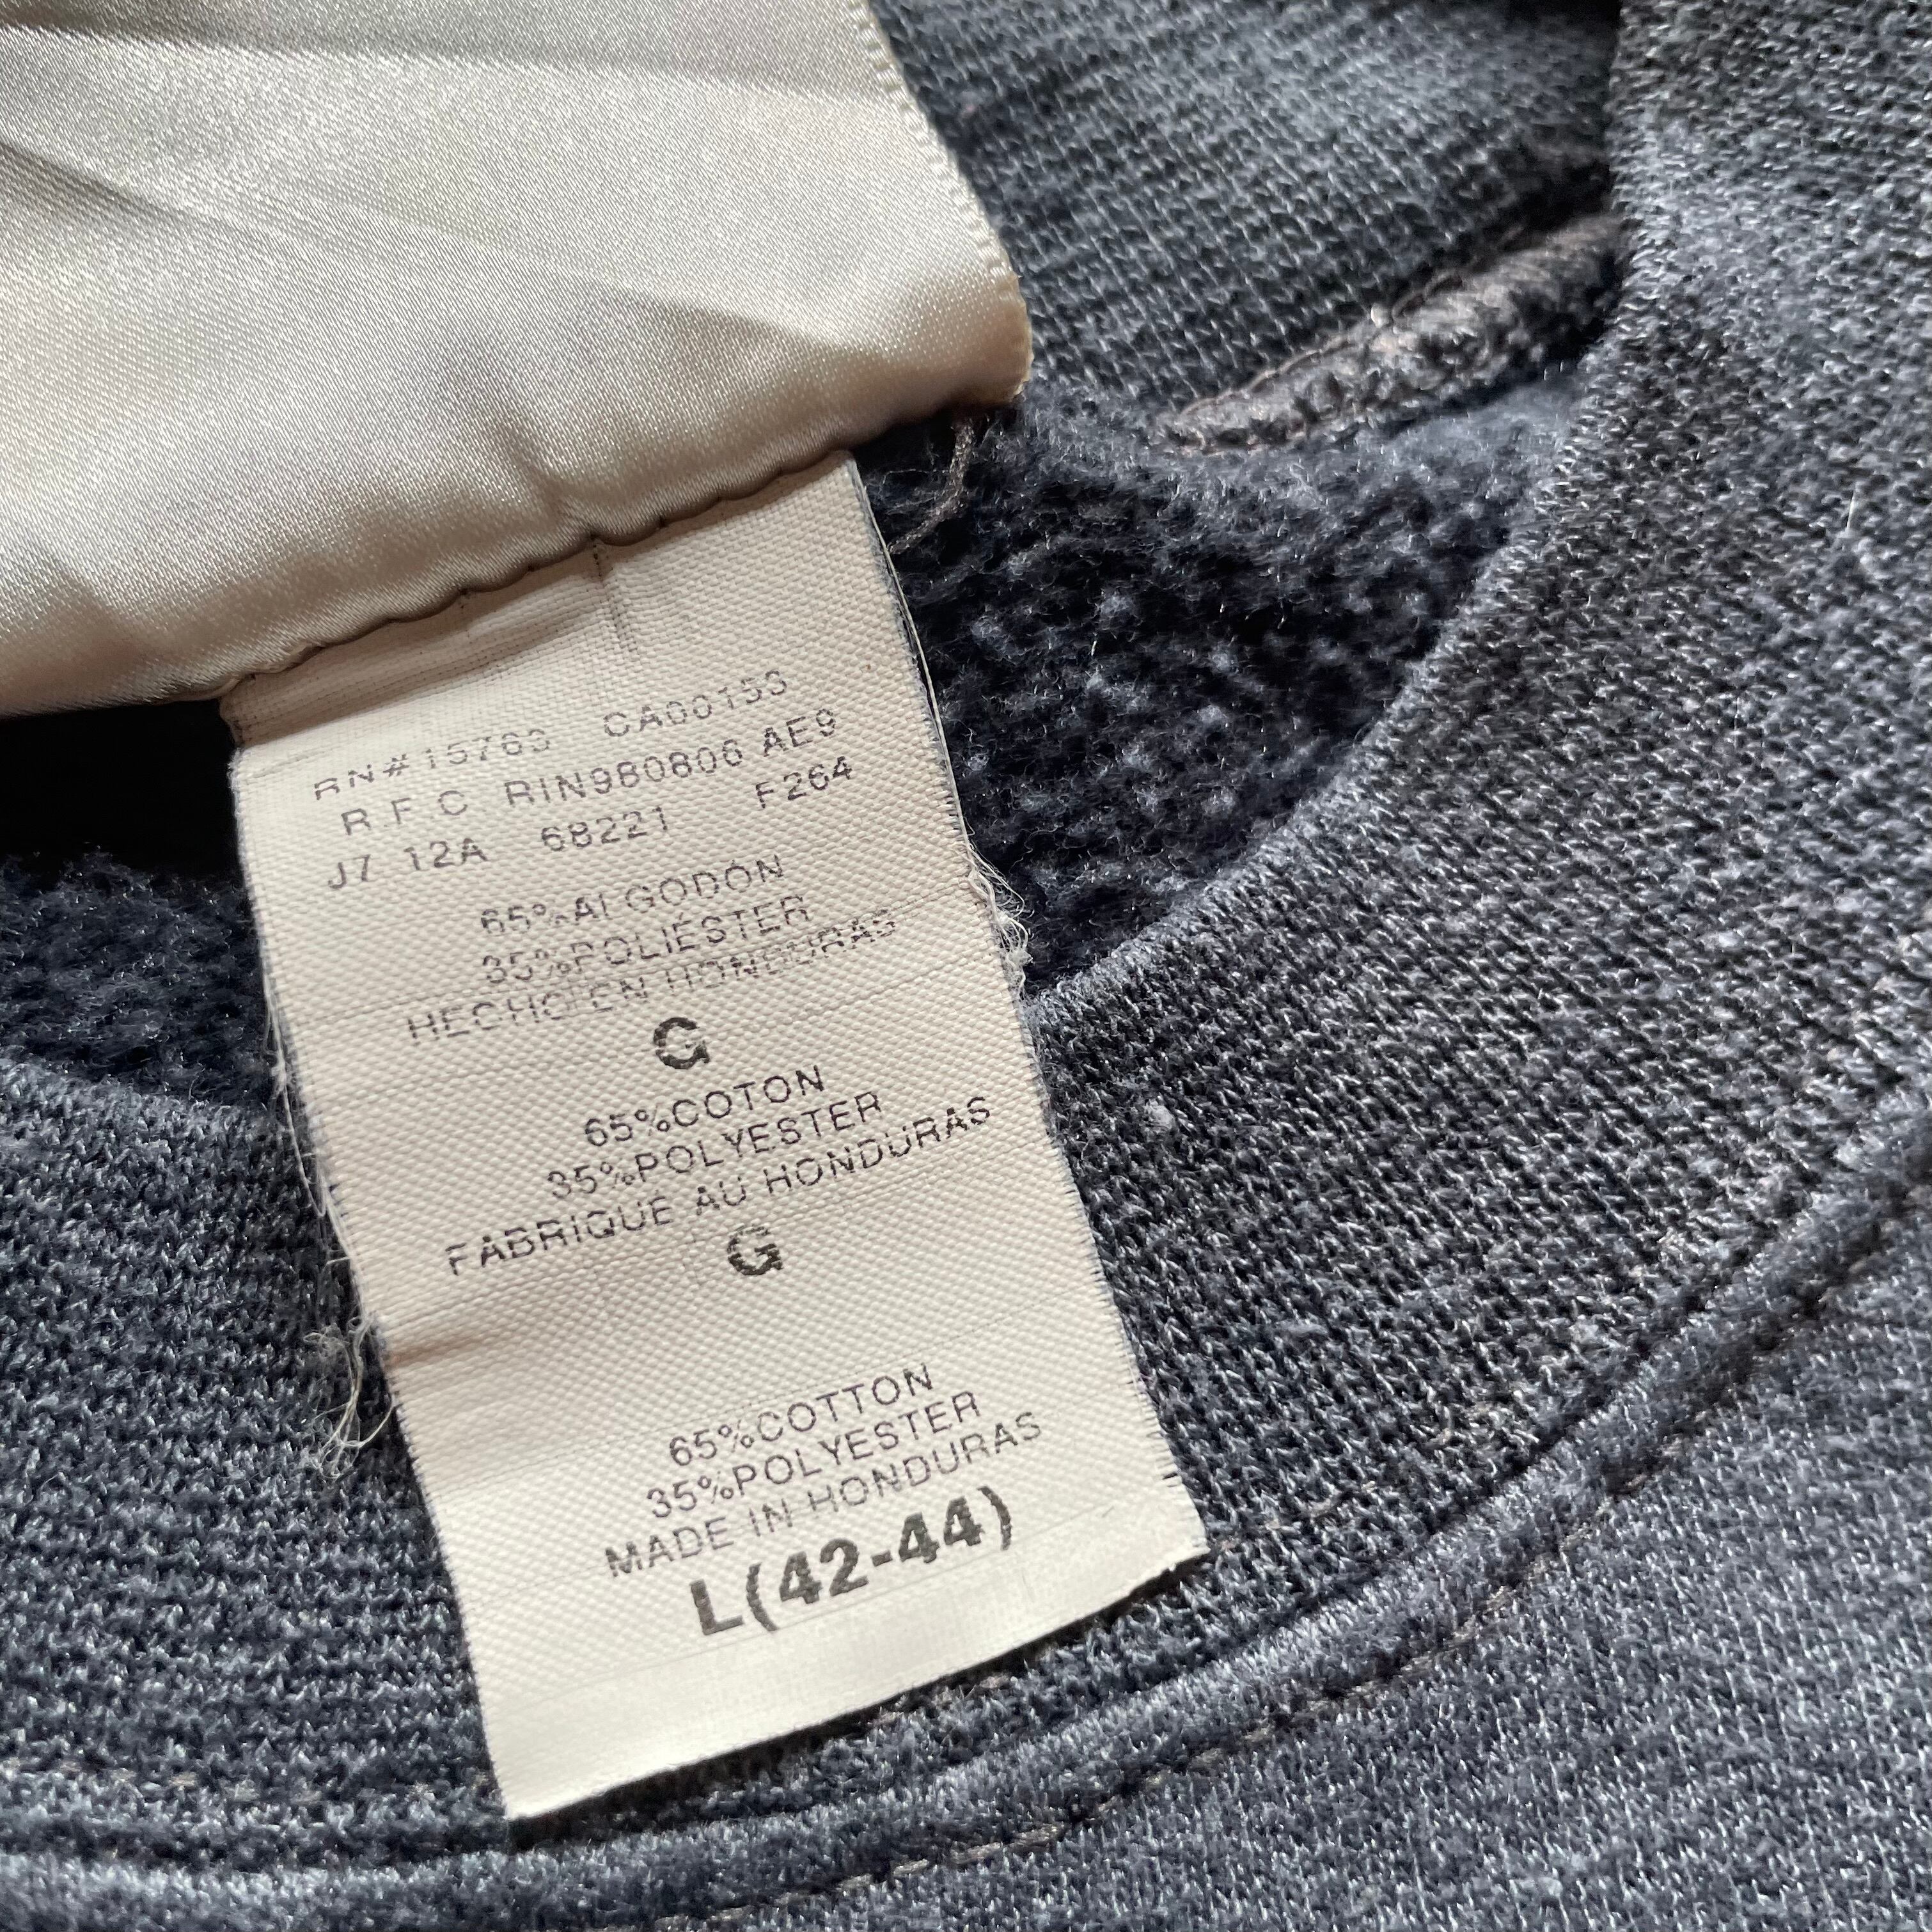 RN#15763 CA00153
R.F.C RIN980806 AE9
J7 12A 68221 F264
65%ALGODÓN
35%POLIÉSTER
HECHO EN HONDURAS
G
65%COTON
35%POLYESTER
FABRIQUE AU HONDURAS
G
65%COTTON
35%POLYESTER
MADE IN HONDURAS
L(42-44)